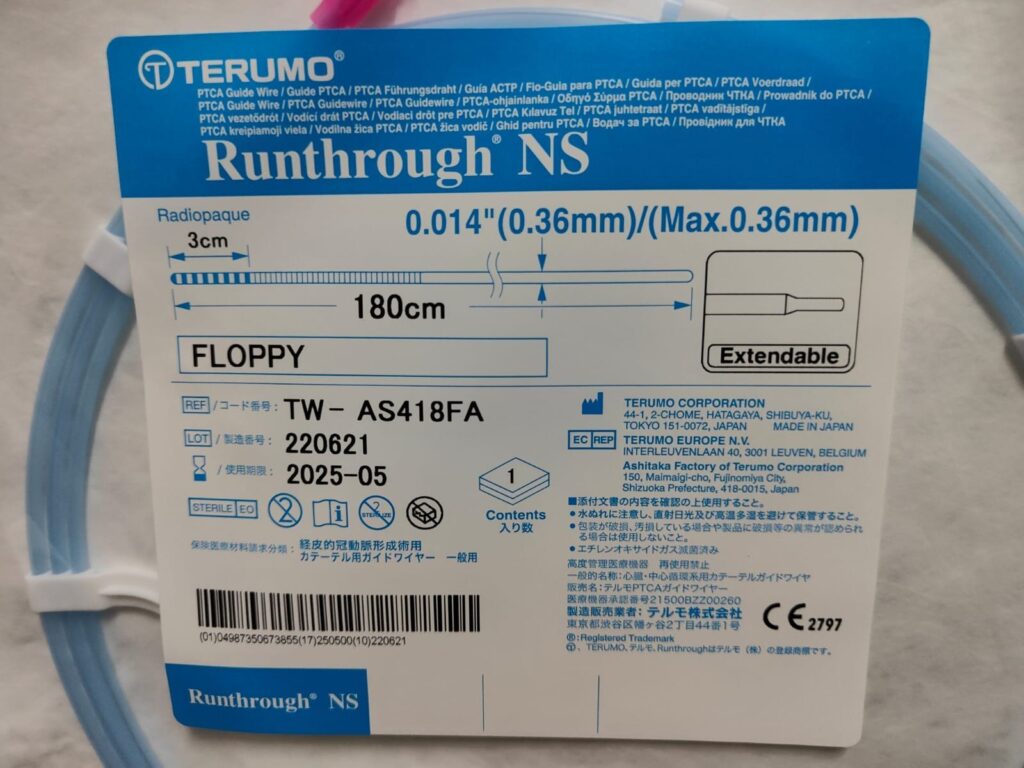 TERUMO®
PTCA Guide Wire / Guide PTCA / PTCA Führungsdraht / Guía ACTP / Fio-Guia para PTCA / Guida per PTCA / PTCA Voerdraad /
PTCA Guide Wire / PTCA Guidewire / PTCA Guidewire / PTCA-ohjainlanka / Οδηγό Σύρμα PTCA / Проводник ЧТКА / Prowadnik do PTCA /
PTCA vezetődrót / Vodicí drát PTCA / Vodiaci drôt pre PTCA / PTCA Kılavuz Tel / PTCA juhtetraat / PTCA vadītājstīga /
PTCA kreipiamoji viela / Vodilna žica PTCA / PTCA žica vodič / Ghid pentru PTCA / Водач за PTCA / Провідник для ЧТКА
Runthrough® NS
Radiopaque
0.014"(0.36mm)/(Max.0.36mm)
3cm
180cm
Extendable
FLOPPY
REF /コード番号: TW- AS418FA
LOT / 製造番号: 220621
/ 使用期限: 2025-05
STERILE EO
2
i
STERILIZE
保険医療材料請求分類: 経皮的冠動脈形成術用
カテーテル用ガイドワイヤー 一般用
1
Contents
入り数
(01)04987350673855(17)250500(10)220621
TERUMO CORPORATION
44-1, 2-CHOME, HATAGAYA, SHIBUYA-KU,
TOKYO 151-0072, JAPAN MADE IN JAPAN
EC REP TERUMO EUROPE N.V.
INTERLEUVENLAAN 40, 3001 LEUVEN, BELGIUM
Ashitaka Factory of Terumo Corporation
150, Maimaigi-cho, Fujinomiya City,
Shizuoka Prefecture, 418-0015, Japan
■添付文書の内容を確認の上使用すること。
●水ぬれに注意し、直射日光及び高温多湿を避けて保管すること。
●包装が破損、汚損している場合や製品に破損等の異常が認められ
る場合は使用しないこと。
●エチレンオキサイドガス滅菌済み
高度管理医療機器 再使用禁止
一般的名称:心臓・中心循環系用カテーテルガイドワイヤ
販売名:テルモPTCAガイドワイヤー
医療機器承認番号21500BZZ00260
製造販売業者:テルモ株式会社
東京都渋谷区幡ヶ谷2丁目44番1号
CE 2797
®:Registered Trademark
、TERUMO、テルモ、Runthroughはテルモ(株)の登録商標です。
Runthrough® NS